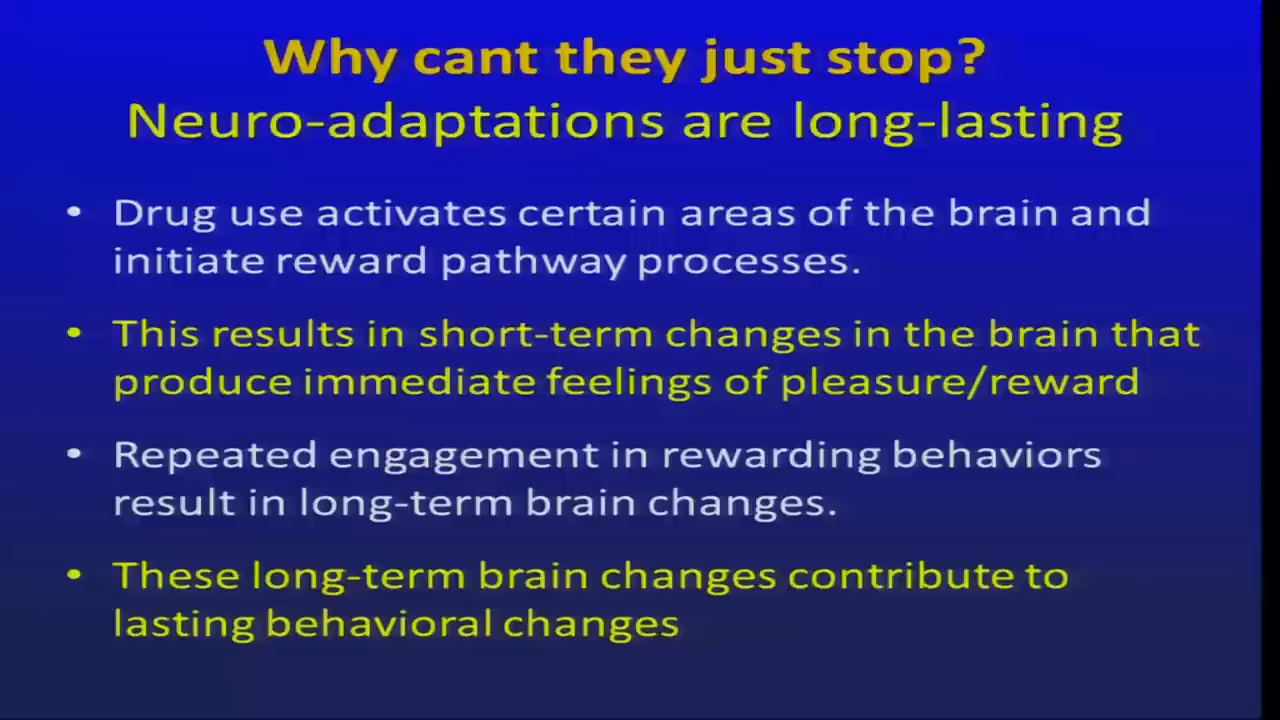 Why cant they just stop?
Neuro-adaptations are long-lasting
• Drug use activates certain areas of the brain and
initiate reward pathway processes.
• This results in short-term changes in the brain that
produce immediate feelings of pleasure/reward
• Repeated engagement in rewarding behaviors
result in long-term brain changes.
• These long-term brain changes contribute to
lasting behavioral changes